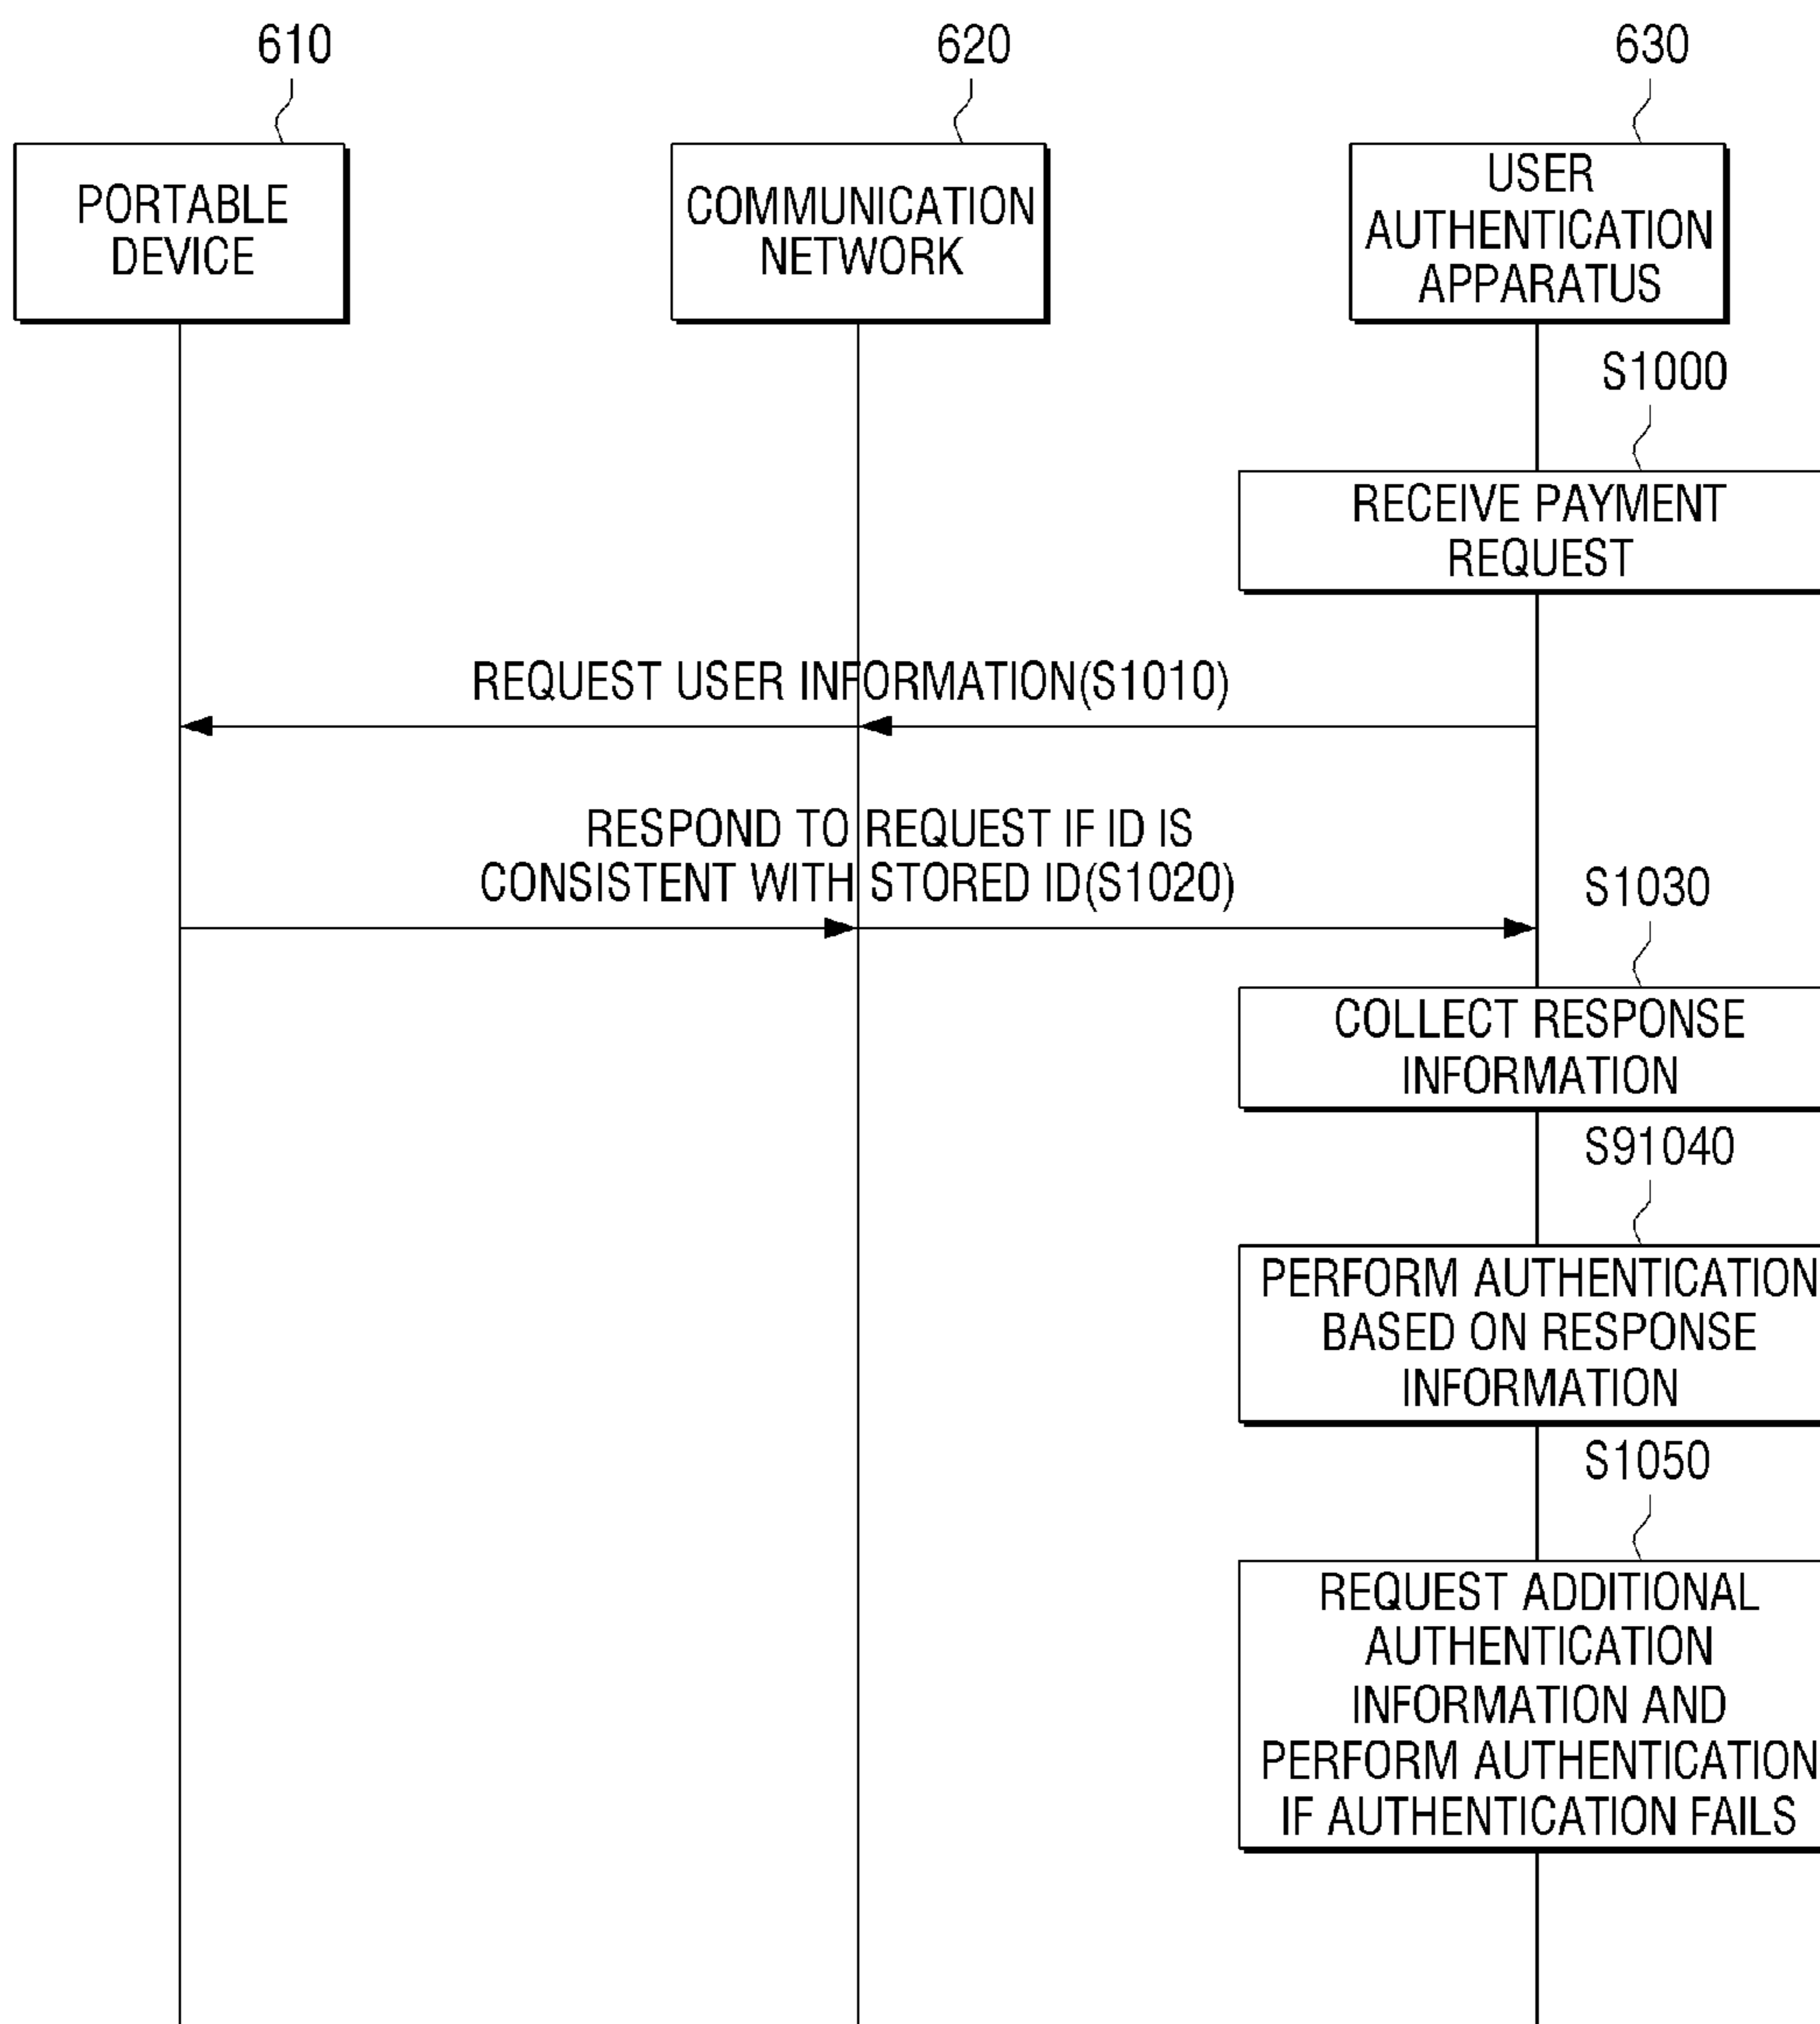 610
620
630
PORTABLE
DEVICE
COMMUNICATION
NETWORK
USER
AUTHENTICATION
APPARATUS
S1000
RECEIVE PAYMENT
REQUEST
REQUEST USER INFORMATION(S1010)
RESPOND TO REQUEST IF ID IS
CONSISTENT WITH STORED ID(S1020)
S1030
COLLECT RESPONSE
INFORMATION
S91040
PERFORM AUTHENTICATION
BASED ON RESPONSE
INFORMATION
S1050
REQUEST ADDITIONAL
AUTHENTICATION
INFORMATION AND
PERFORM AUTHENTICATION
IF AUTHENTICATION FAILS